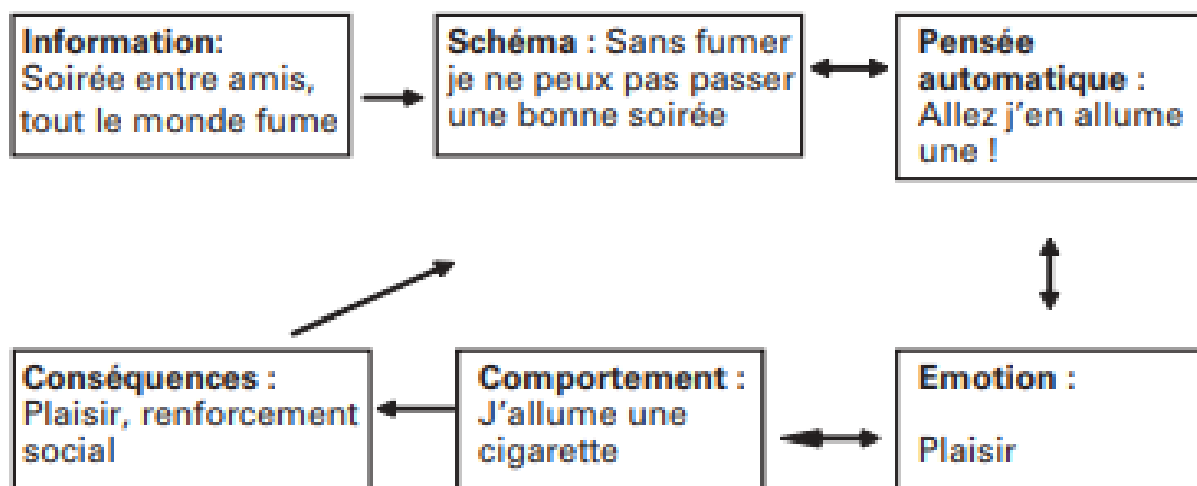 Information:
Soirée entre amis,
tout le monde fume
Schéma : Sans fumer
je ne peux pas passer
une bonne soirée
Pensée
automatique :
Allez j'en allume
une !
Conséquences :
Plaisir, renforcement
social
Comportement :
J'allume une
cigarette
Emotion :
Plaisir